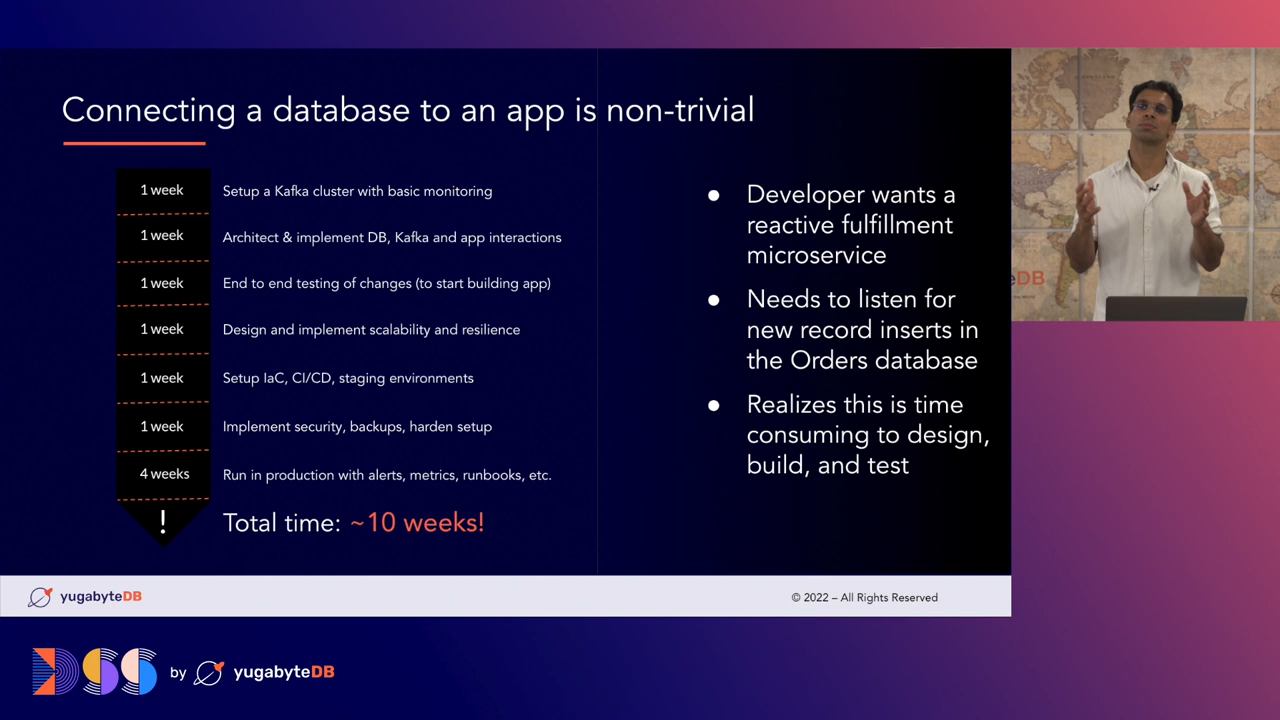 Connecting a database to an app is non-trivial
1 week Setup a Kafka cluster with basic monitoring
1 week Architect & implement DB, Kafka and app interactions
1 week End to end testing of changes (to start building app)
1 week Design and implement scalability and resilience
1 week Setup IaC, CI/CD, staging environments
1 week Implement security, backups, harden setup
4 weeks Run in production with alerts, metrics, runbooks, etc.
! Total time: ~10 weeks!
● Developer wants a
reactive fulfillment
microservice
● Needs to listen for
new record inserts in
the Orders database
● Realizes this is time
consuming to design,
build, and test
DB
yugabyteDB
© 2022 – All Rights Reserved
DSS by yugabyteDB